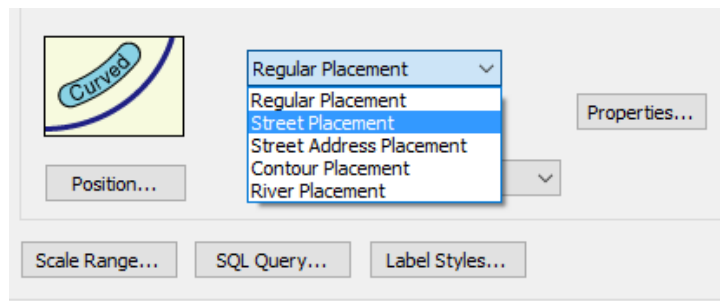 Curved
Regular Placement
Regular Placement
Street Placement
Street Address Placement
Contour Placement
River Placement
Properties...
Position...
Scale Range...
SQL Query...
Label Styles...